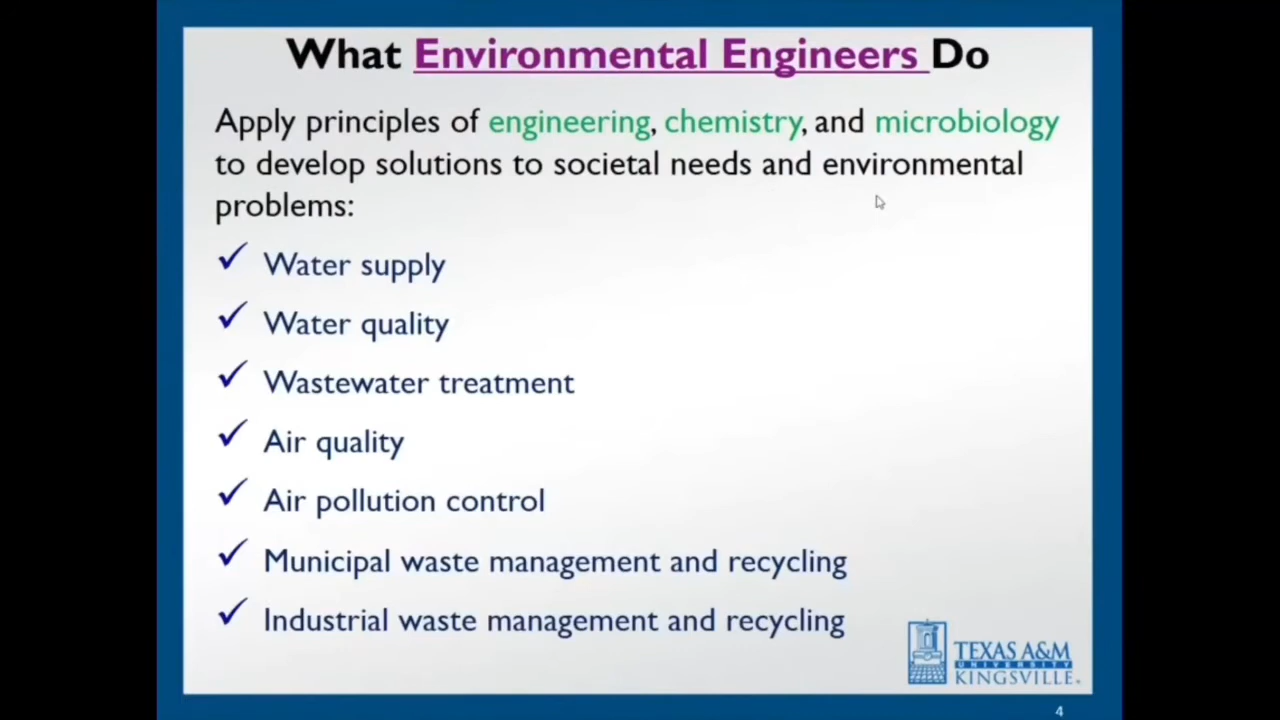 What Environmental Engineers Do
Apply principles of engineering, chemistry, and microbiology
to develop solutions to societal needs and environmental
problems:
Water supply
Water quality
Wastewater treatment
Air quality
Air pollution control
Municipal waste management and recycling
Industrial waste management and recycling
TEXAS A&M
UNIVERSITY
KINGSVILLE
4